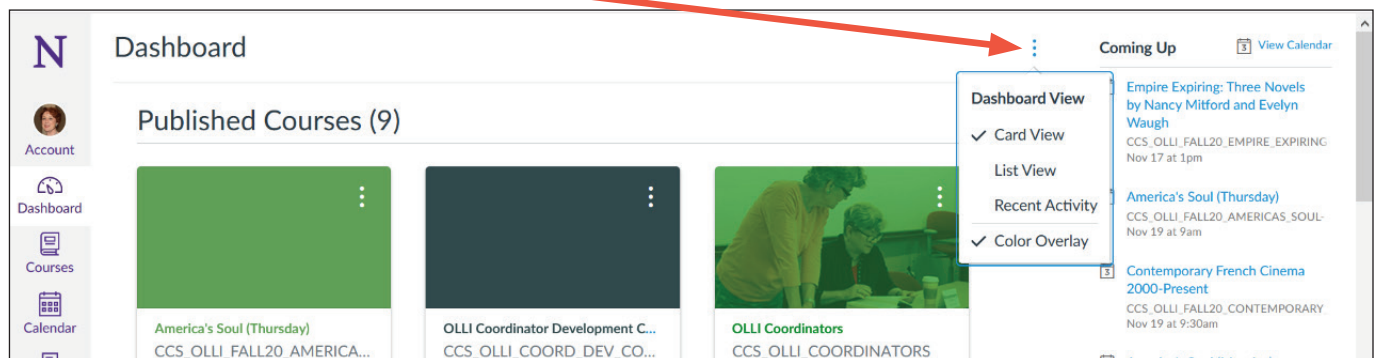 N
Account
Dashboard
Courses
Calendar
Dashboard
Published Courses (9)
America's Soul (Thursday)
CCS_OLLI_FALL20_AMERICA...
OLLI Coordinator Development C...
CCS_OLLI_COORD_DEV_CO...
OLLI Coordinators
CCS_OLLI_COORDINATORS
Dashboard View
Card View
List View
Recent Activity
Color Overlay
Coming Up
3 View Calendar
Empire Expiring: Three Novels
by Nancy Mitford and Evelyn
Waugh
CCS_OLLI_FALL20_EMPIRE_EXPIRING
Nov 17 at 1pm
America's Soul (Thursday)
CCS_OLLI_FALL20_AMERICAS_SOUL-
Nov 19 at 9am
3 Contemporary French Cinema
2000-Present
CCS_OLLI_FALL20_CONTEMPORARY
Nov 19 at 9:30am